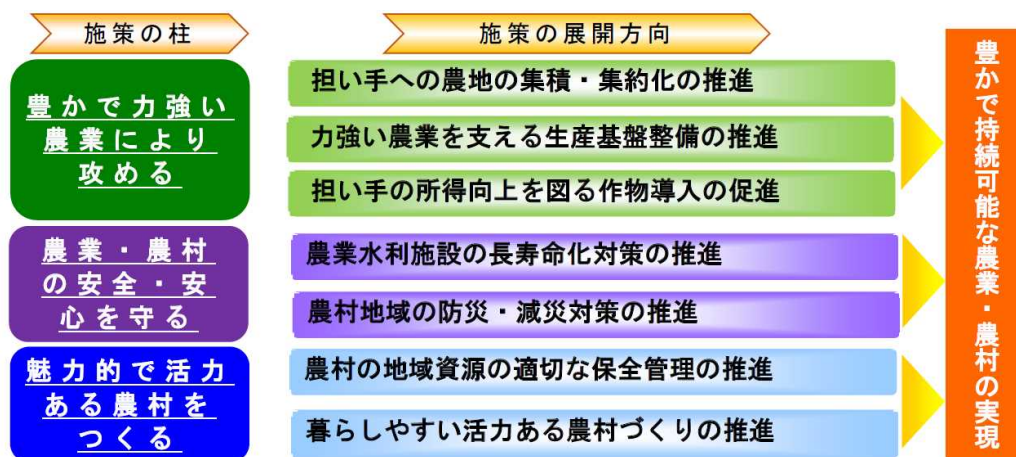 施策の柱
施策の展開方向
豊かで力強い
農業により
攻める
担い手への農地の集積・集約化の推進
力強い農業を支える生産基盤整備の推進
担い手の所得向上を図る作物導入の促進
農業・農村
の安全・安
心を守る
農業水利施設の長寿命化対策の推進
農村地域の防災・減災対策の推進
魅力的で活力
ある農村を
つくる
農村の地域資源の適切な保全管理の推進
暮らしやすい活力ある農村づくりの推進
豊かで持続可能な農業・農村の実現